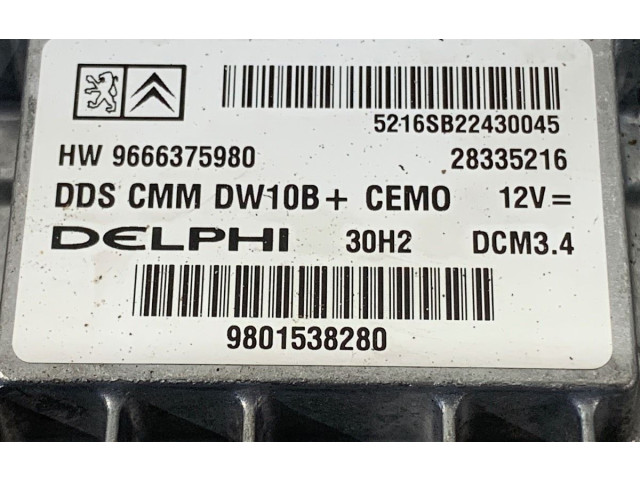 5216SB22430045
HW 9666375980 28335216
DDS CMM DW10B+ CEMO 12V=
DELPHI 30H2 DCM3.4
9801538280